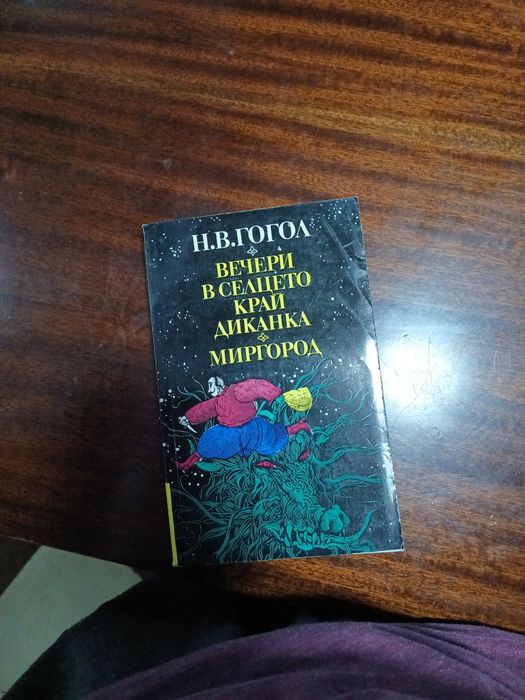 Н.В.ГОГОЛ
ВЕЧЕРИ
В СЕЛЦЕТО
КРАЙ
ДИКАНКА
МИРГОРОД